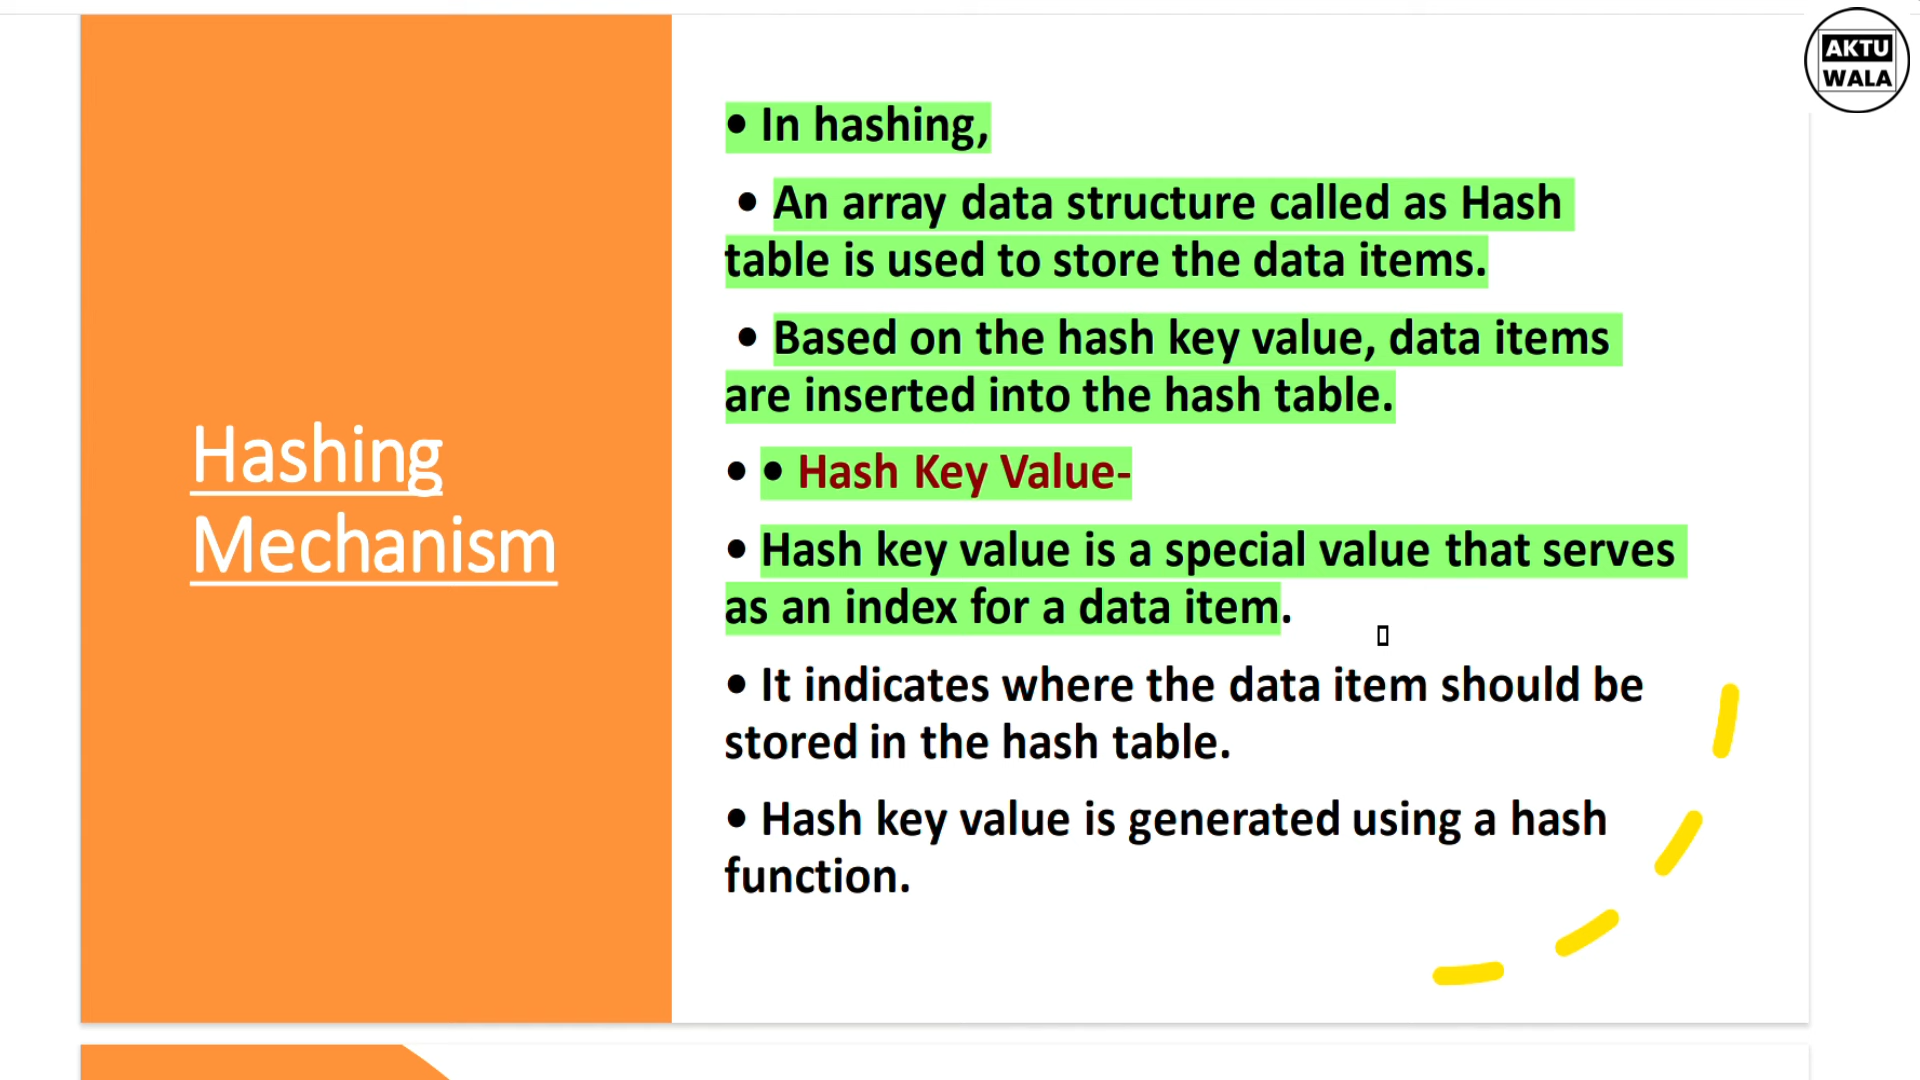 AKTU
WALA
Hashing
Mechanism
• In hashing,
• An array data structure called as Hash
table is used to store the data items.
• Based on the hash key value, data items
are inserted into the hash table.
• • Hash Key Value-
• Hash key value is a special value that serves
as an index for a data item.
• It indicates where the data item should be
stored in the hash table.
• Hash key value is generated using a hash
function.